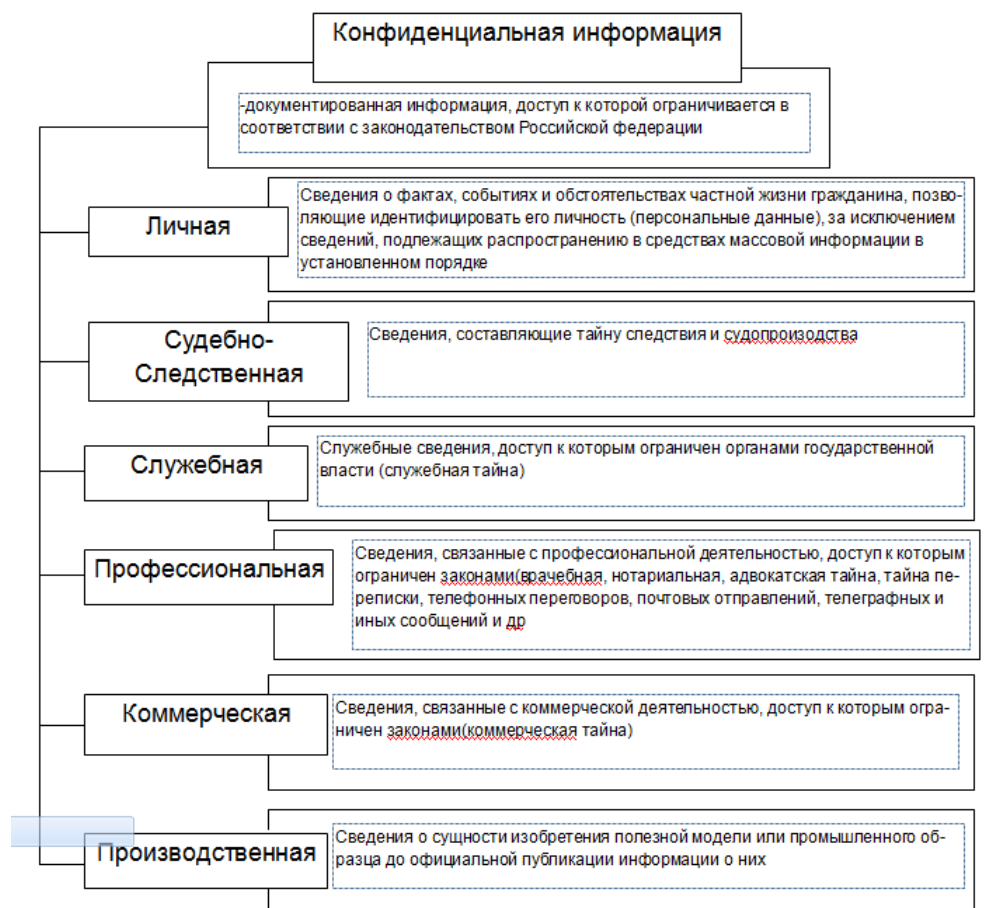 Конфиденциальная информация
-документированная информация, доступ к которой ограничивается в
соответствии с законодательством Российской федерации
Личная
Сведения о фактах, событиях и обстоятельствах частной жизни гражданина, позво-
ляющие идентифицировать его личность (персональные данные), за исключением
сведений, подлежащих распространению в средствах массовой информации в
установленном порядке
Судебно-
Следственная
Сведения, составляющие тайну следствия и судопроизодства
Служебная
Служебные сведения, доступ к которым ограничен органами государственной
власти (служебная тайна)
Профессиональная
Сведения, связанные с профессиональной деятельностью, доступ к которым
ограничен законами(врачебная, нотариальная, адвокатская тайна, тайна пе-
реписки, телефонных переговоров, почтовых отправлений, телеграфных и
иных сообщений и др
Коммерческая
Сведения, связанные с коммерческой деятельностью, доступ к которым огра-
ничен законами(коммерческая тайна)
Производственная
Сведения о сущности изобретения полезной модели или промышленного об-
разца до официальной публикации информации о них